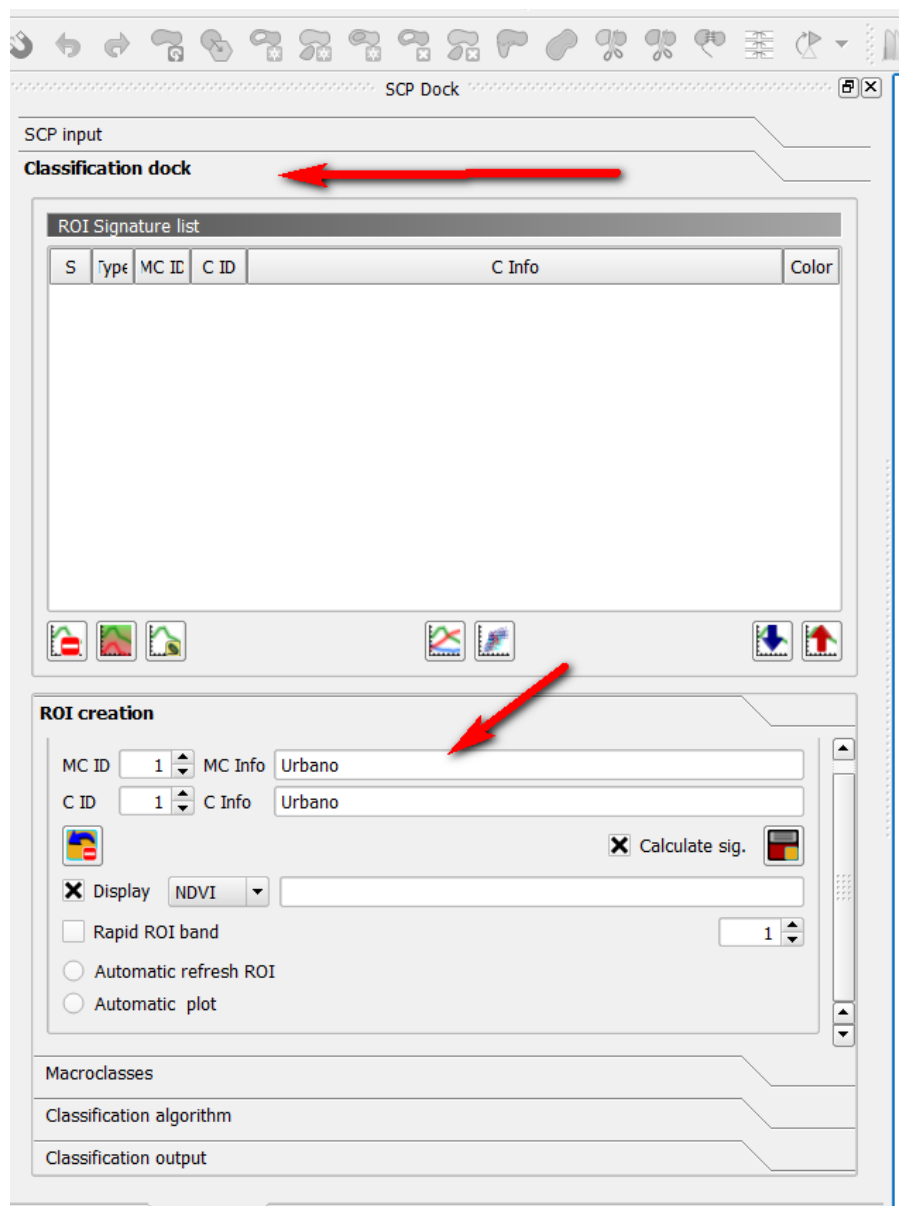 SCP Dock
SCP input
Classification dock
ROI Signature list
S Type MC ID C ID C Info Color
ROI creation
MC ID 1 MC Info Urbano
C ID 1 C Info Urbano
Calculate sig.
Display NDVI
Rapid ROI band 1
Automatic refresh ROI
Automatic plot
Macroclasses
Classification algorithm
Classification output